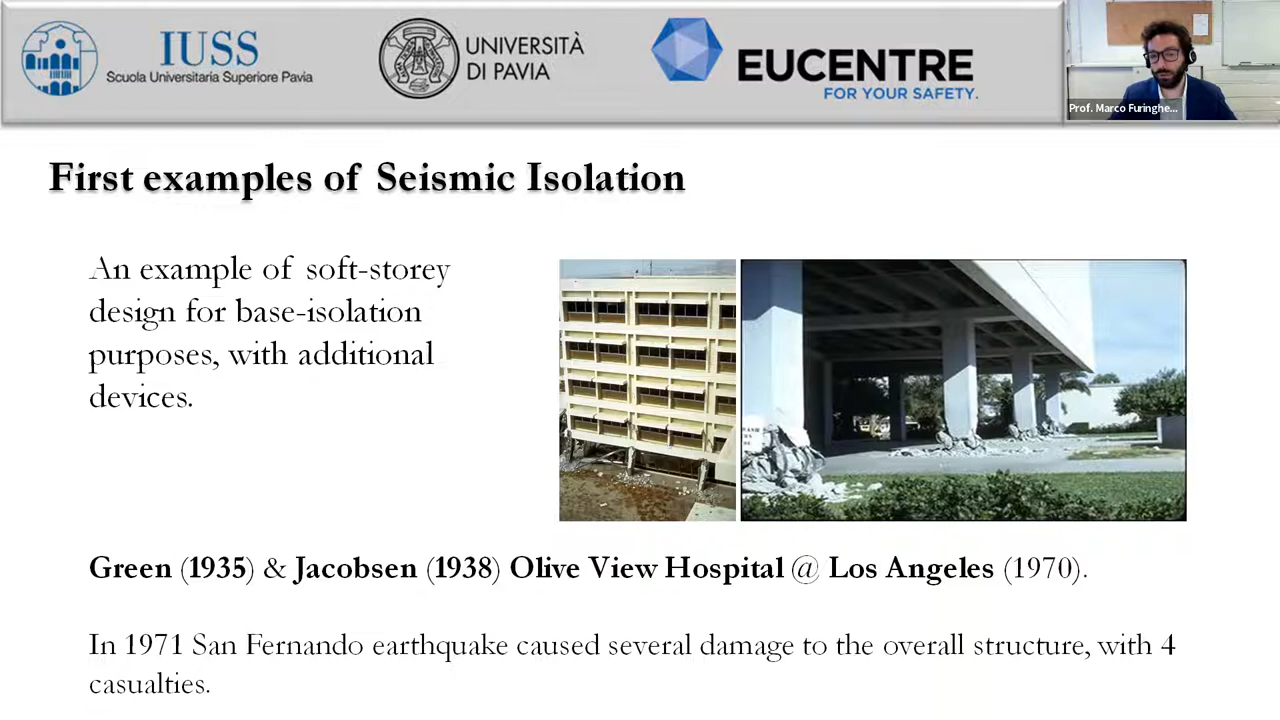 IUSS
Scuola Universitaria Superiore Pavia
UNIVERSITÀ
DI PAVIA
EUCENTRE
FOR YOUR SAFETY.
Prof. Marco Furinghe...
First examples of Seismic Isolation
An example of soft-storey
design for base-isolation
purposes, with additional
devices.
Green (1935) & Jacobsen (1938) Olive View Hospital @ Los Angeles (1970).
In 1971 San Fernando earthquake caused several damage to the overall structure, with 4
casualties.